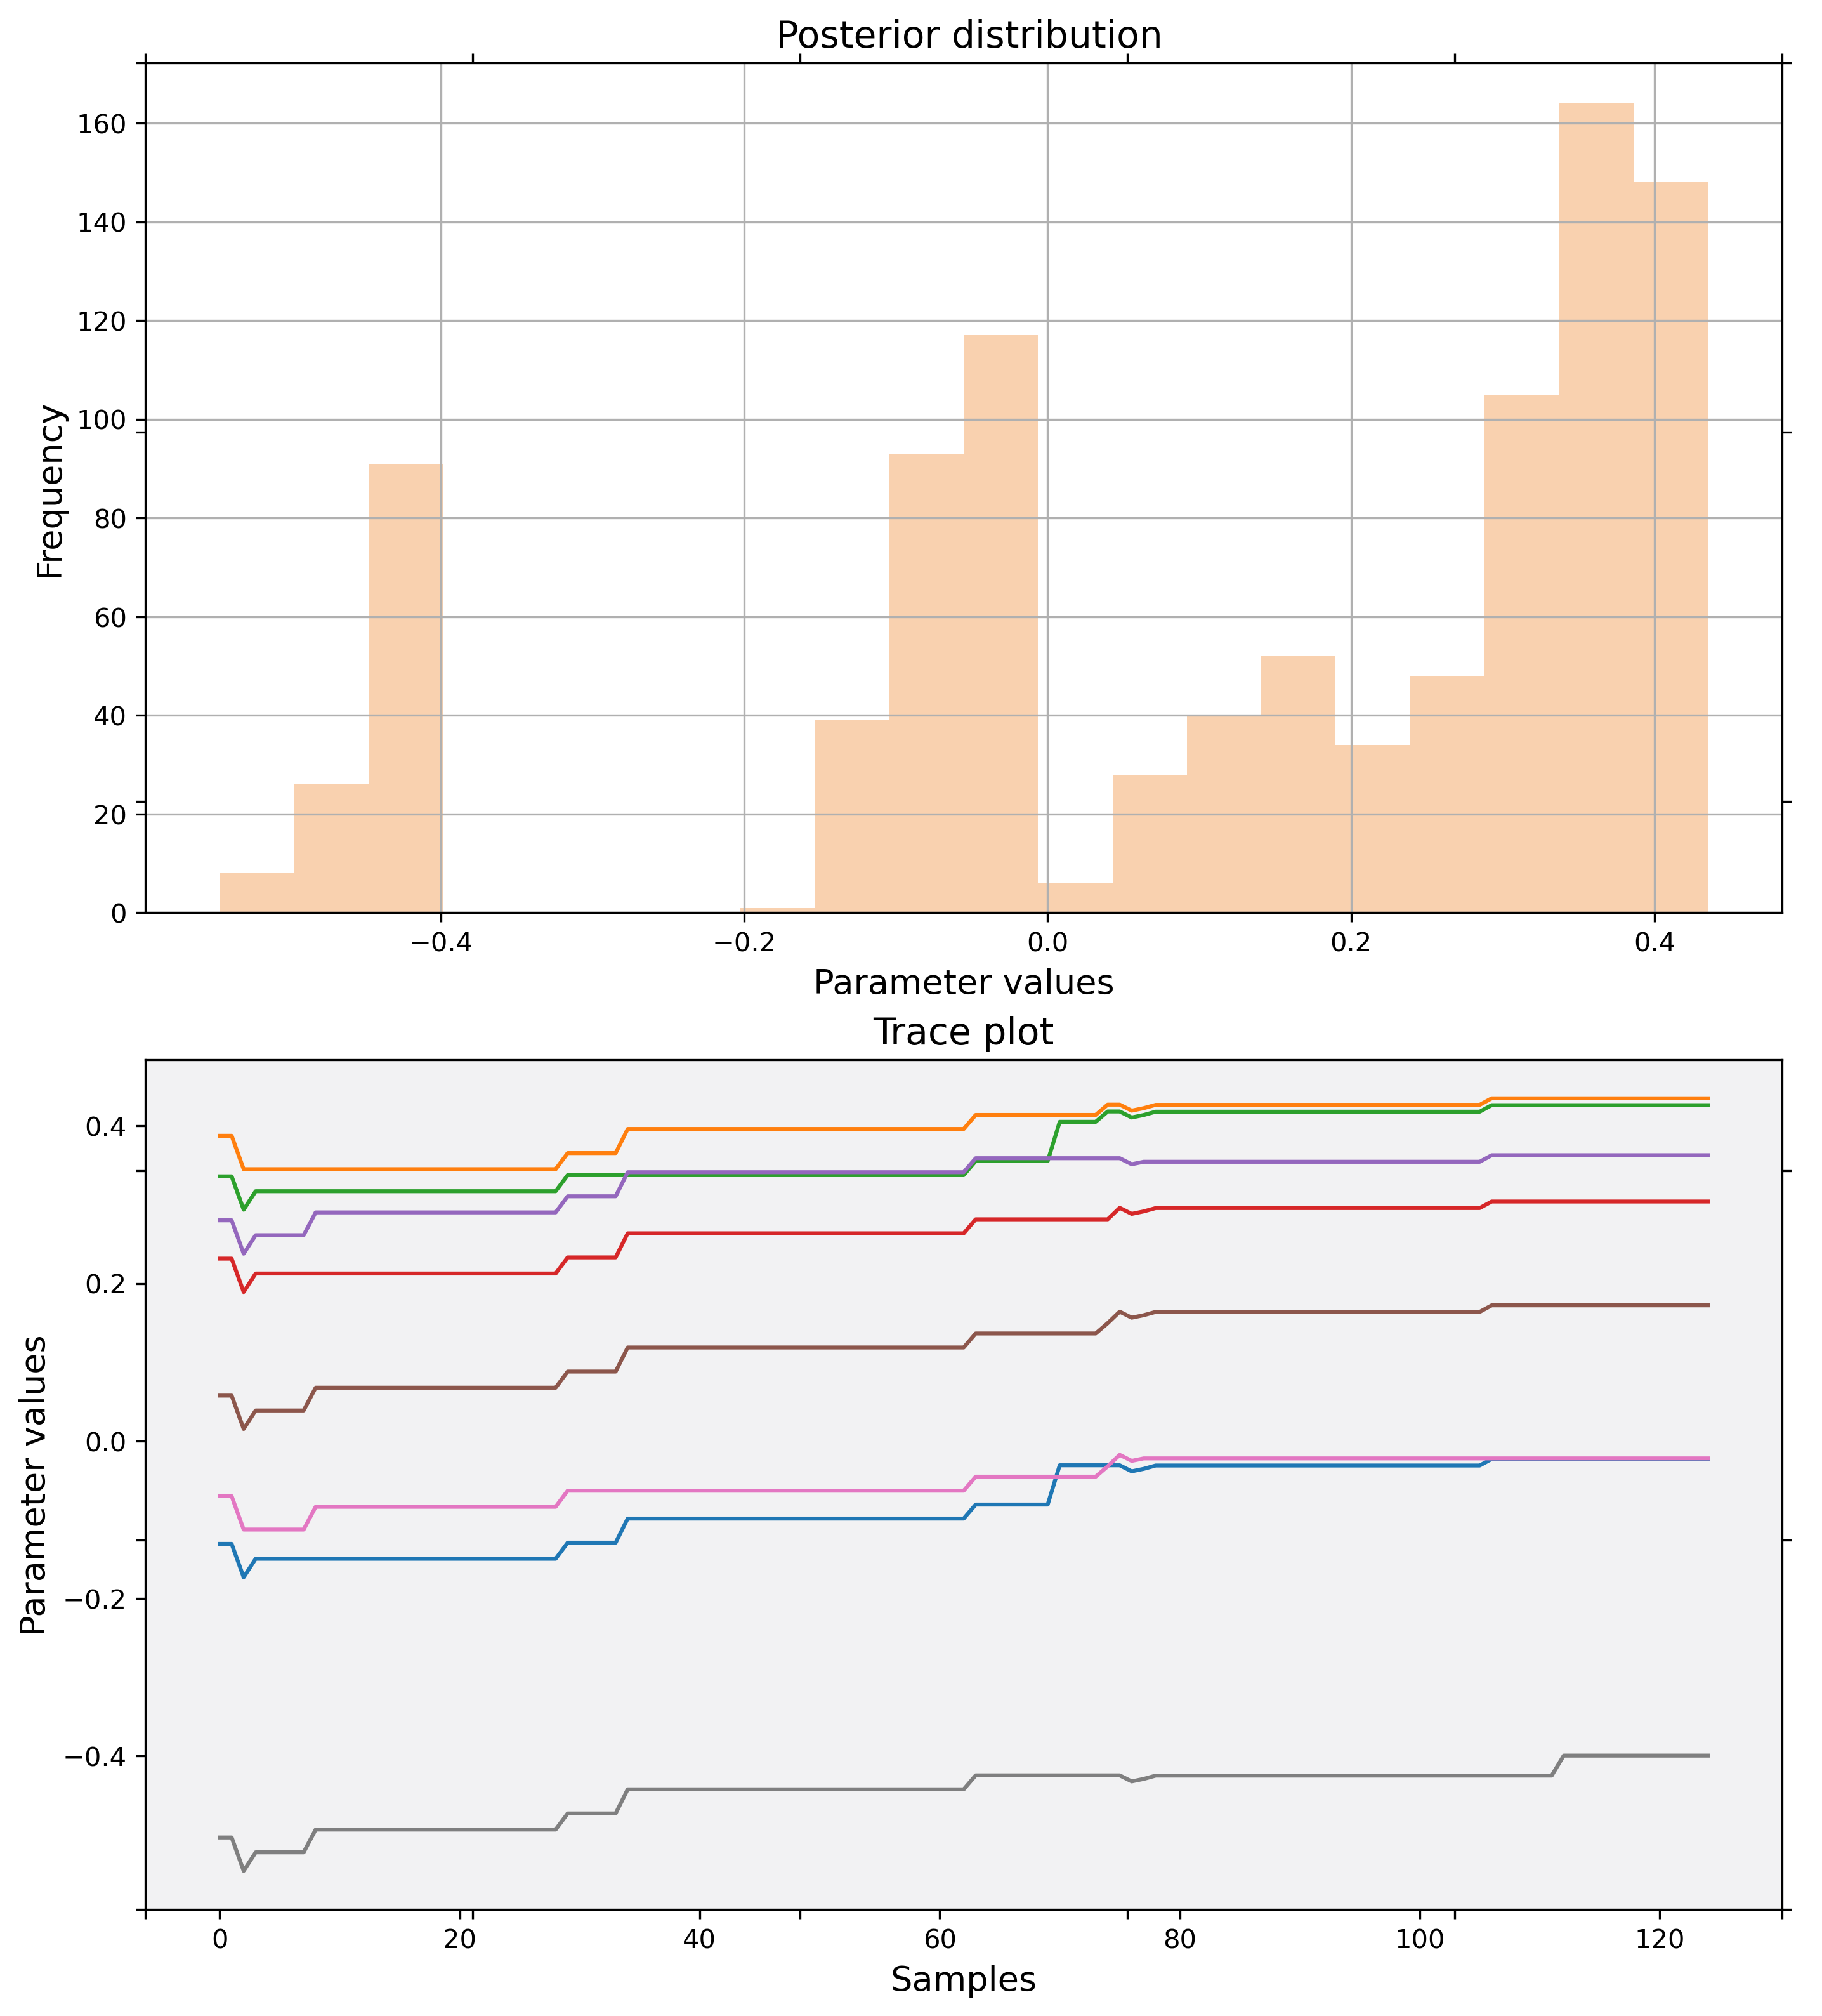 Posterior distribution
160
140
120
100
80
60
40
20
0
Frequency
−0.4 −0.2 0.0 0.2 0.4
Parameter values
Trace plot
0.4
0.2
0.0
−0.2
−0.4
Parameter values
0 20 40 60 80 100 120
Samples